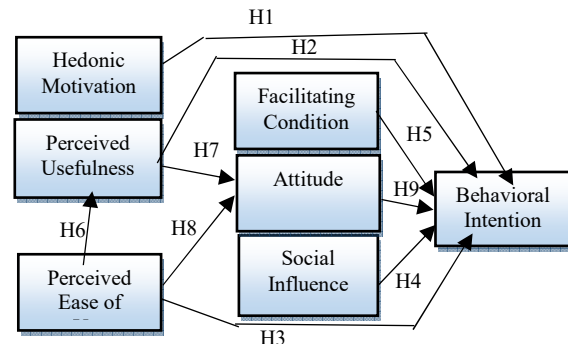 H1
H2
Hedonic
Motivation
Facilitating
Condition
H5
Perceived
Usefulness
H7
Attitude
H9
Behavioral
Intention
H6
H8
Social
Influence
H4
Perceived
Ease of
H3